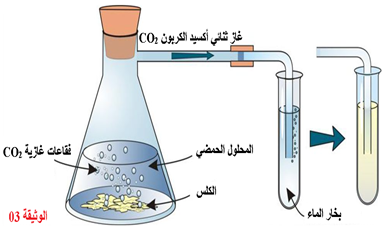 غاز ثنائي أكسيد الكربون CO₂
فقاعات غازية CO₂
المحلول الحمضي
الكلس
بخار الماء
الوثيقة 03